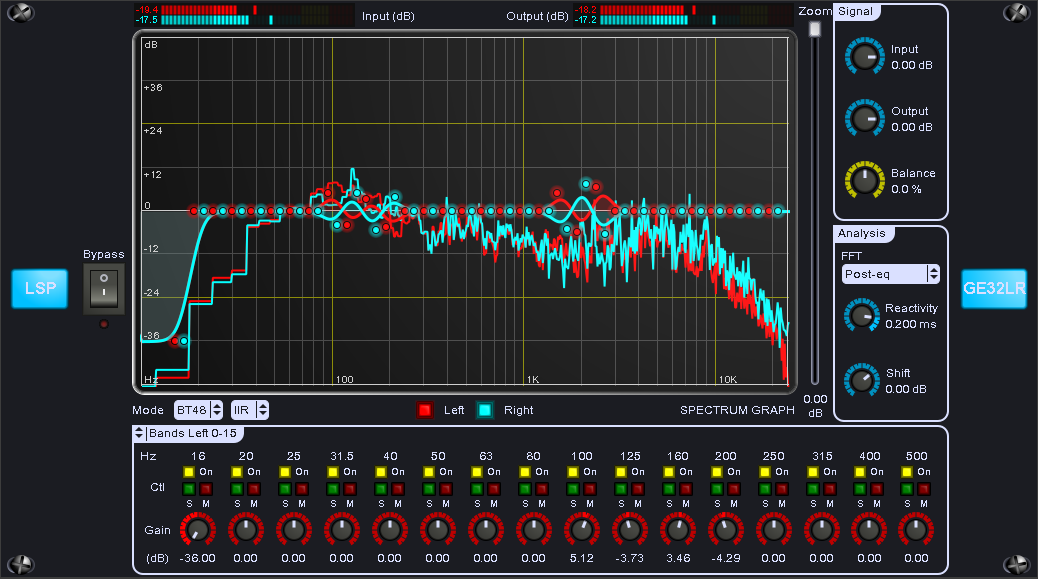 -19.4
-17.5
Input (dB)
Output (dB)
-18.2
-17.2
Zoom
Signal
dB
+36
+24
+12
0
-12
-24
-36
Hz
100
1K
10K
Input
0.00 dB
Output
0.00 dB
Balance
0.0 %
Bypass
LSP
Analysis
FFT
Post-eq
Reactivity
0.200 ms
Shift
0.00 dB
GE32LR
0.00
dB
Mode BT48 IIR Left Right SPECTRUM GRAPH
Bands Left 0-15
Hz 16 20 25 31.5 40 50 63 80 100 125 160 200 250 315 400 500
On On On On On On On On On On On On On On On On
Ctl
S M S M S M S M S M S M S M S M S M S M S M S M S M S M S M S M
Gain
(dB) -36.00 0.00 0.00 0.00 0.00 0.00 0.00 0.00 5.12 -3.73 3.46 -4.29 0.00 0.00 0.00 0.00